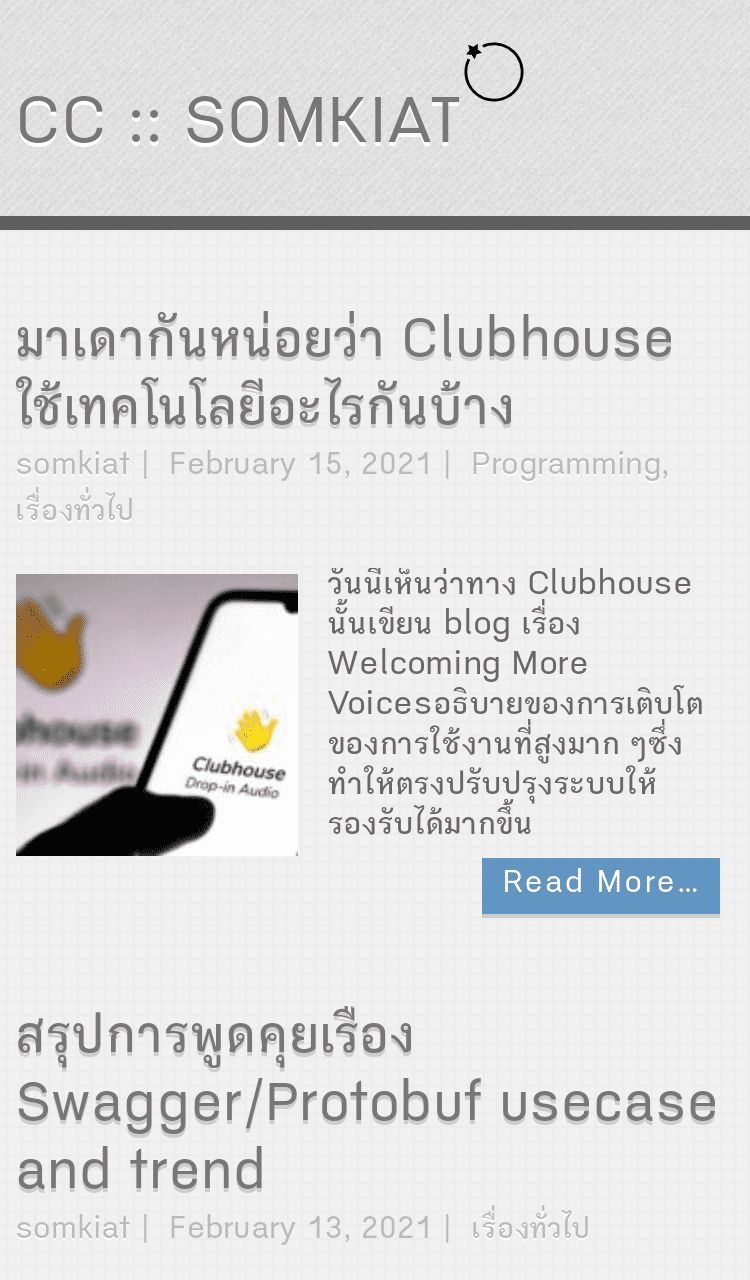 CC :: SOMKIAT
มาเดากันหน่อยว่า Clubhouse
ใช้เทคโนโลยีอะไรกันบ้าง
somkiat | February 15, 2021 | Programming,
เรื่องทั่วไป
วันนี้เห็นว่าทาง Clubhouse
นั้นเขียน blog เรื่อง
Welcoming More
Voicesอธิบายของการเติบโต
ของการใช้งานที่สูงมาก ๆซึ่ง
ทำให้ตรงปรับปรุงระบบให้
รองรับได้มากขึ้น
Clubhouse
Drop-in Audio
Read More...
สรุปการพูดคุยเรื่อง
Swagger/Protobuf usecase
and trend
somkiat | February 13, 2021 | เรื่องทั่วไป